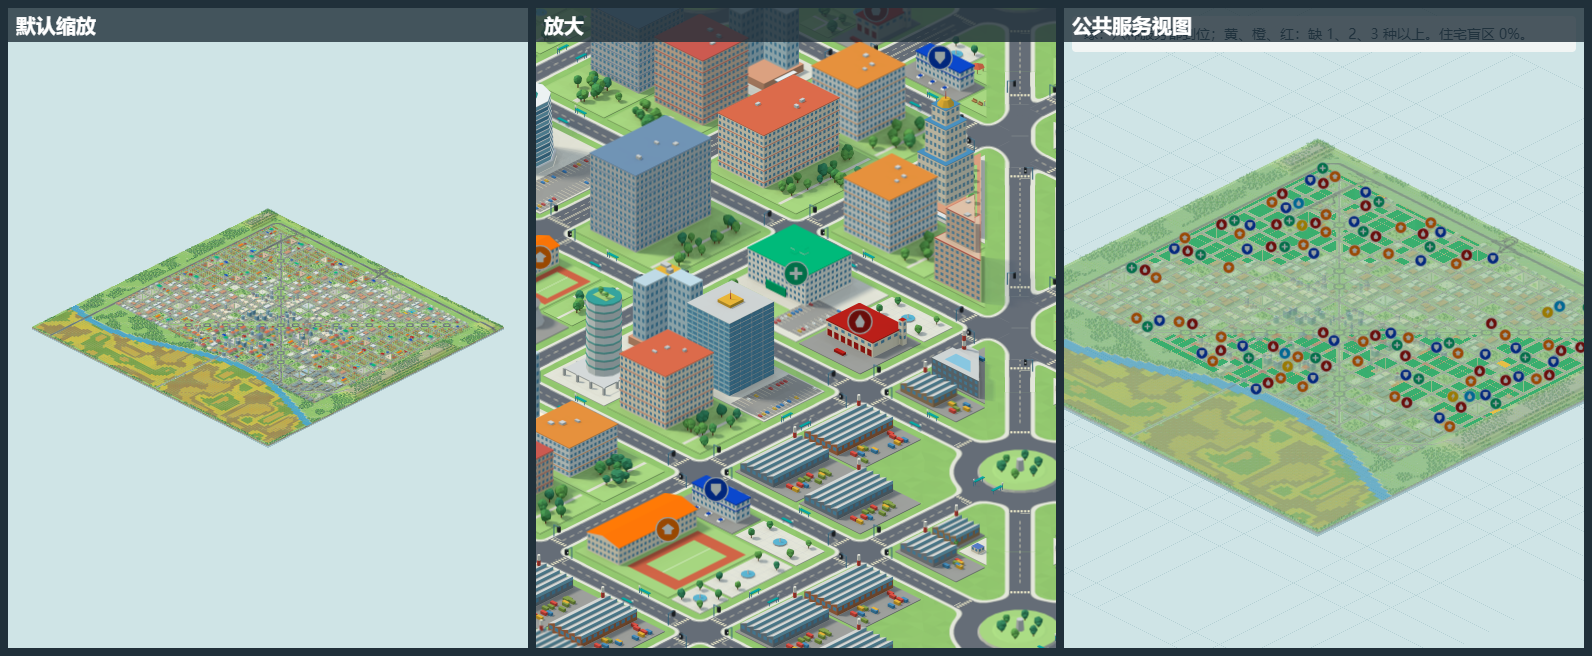 默认缩放
放大
公共服务视图
位；黄、橙、红：缺 1、2、3 种以上。住宅盲区 0%。